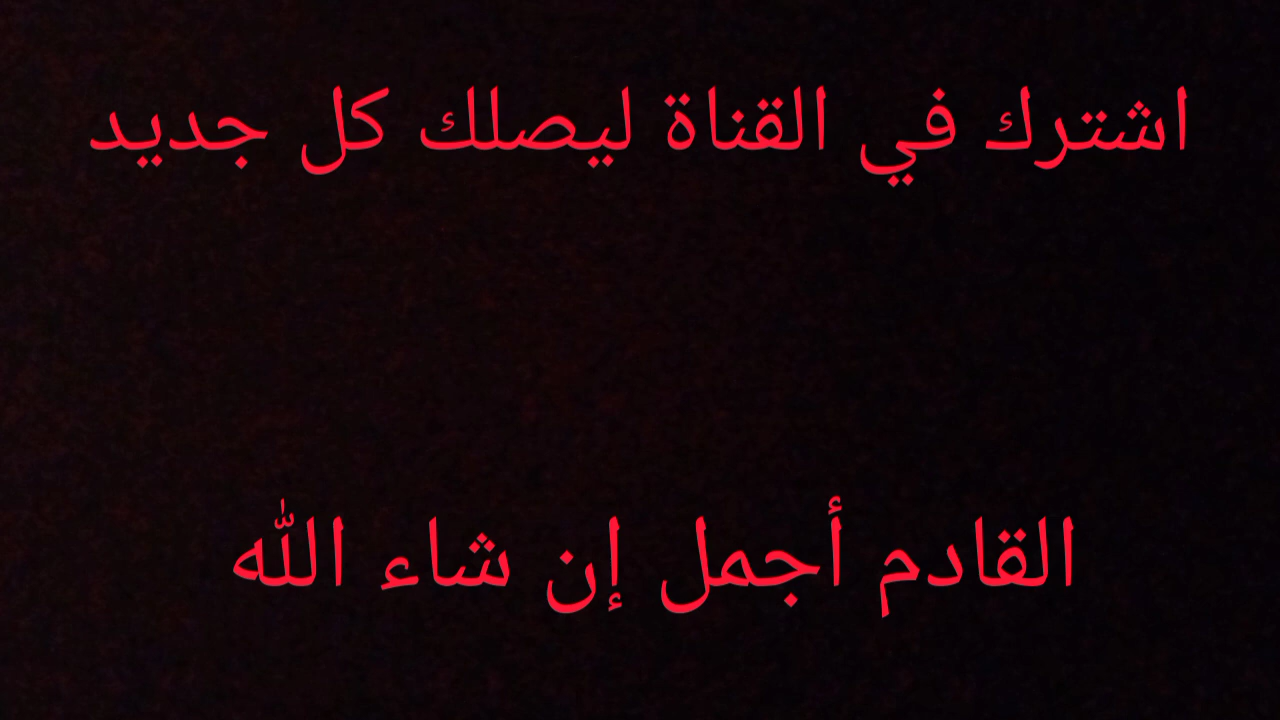 اشترك في القناة ليصلك كل جديد
القادم أجمل إن شاء الله